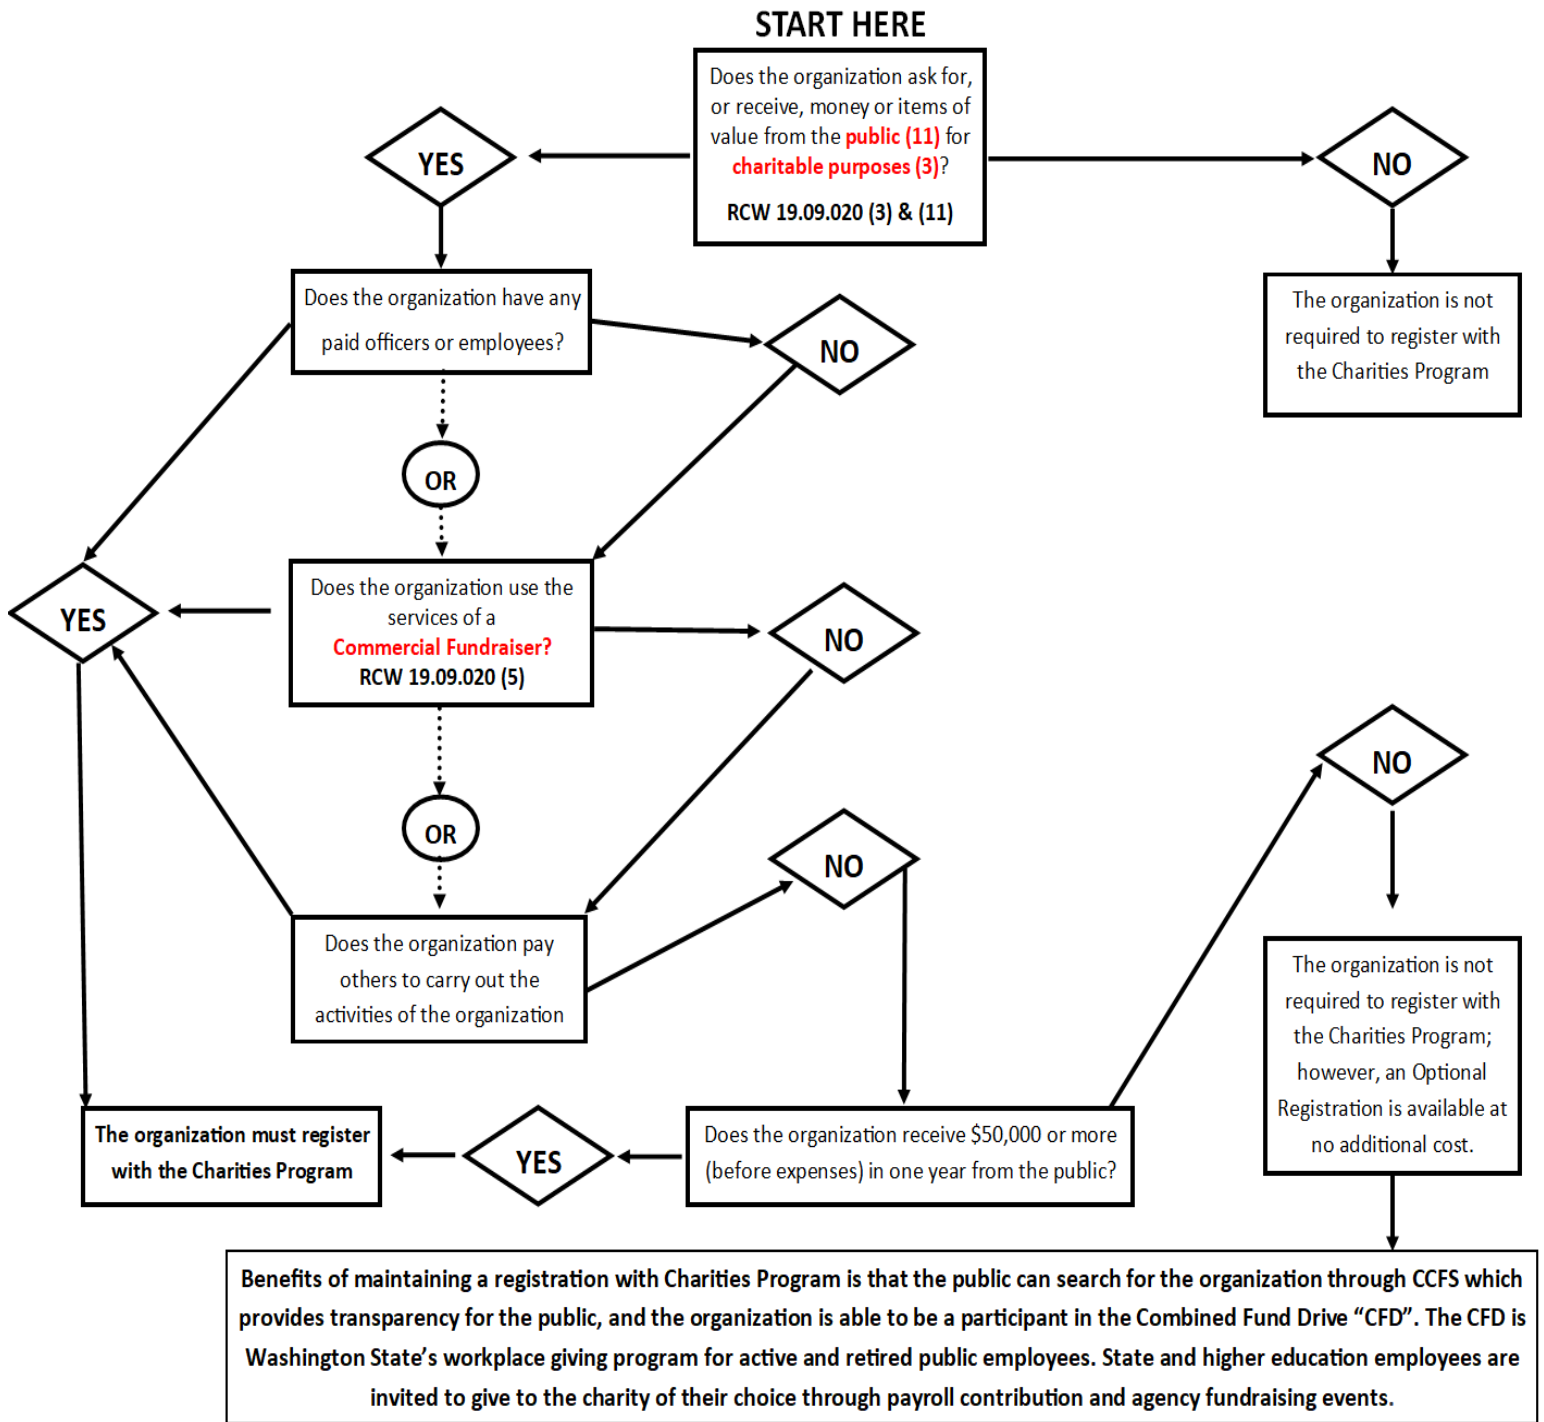 START HERE
Does the organization ask for,
or receive, money or items of
value from the public (11) for
charitable purposes (3)?
RCW 19.09.020 (3) & (11)
YES
NO
Does the organization have any
paid officers or employees?
NO
The organization is not
required to register with
the Charities Program
OR
Does the organization use the
services of a
Commercial Fundraiser?
RCW 19.09.020 (5)
YES
NO
OR
NO
NO
Does the organization pay
others to carry out the
activities of the organization
The organization is not
required to register with
the Charities Program;
however, an Optional
Registration is available at
no additional cost.
The organization must register
with the Charities Program
YES
Does the organization receive $50,000 or more
(before expenses) in one year from the public?
Benefits of maintaining a registration with Charities Program is that the public can search for the organization through CCFS which
provides transparency for the public, and the organization is able to be a participant in the Combined Fund Drive “CFD”. The CFD is
Washington State’s workplace giving program for active and retired public employees. State and higher education employees are
invited to give to the charity of their choice through payroll contribution and agency fundraising events.